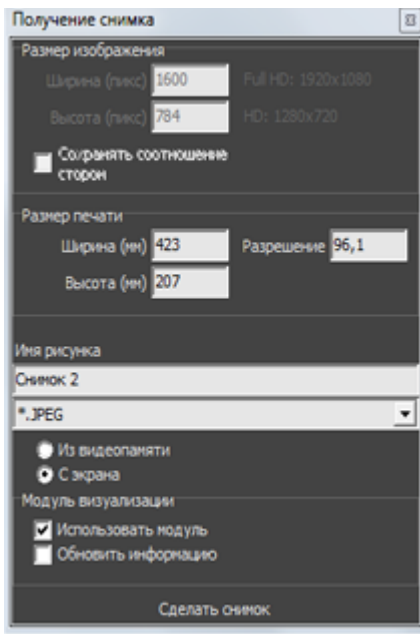 Получение снимка
Размер изображения
Ширина (пикс) 1600 Full HD: 1920x1080
Высота (пикс) 784 HD: 1280x720
Сохранять соотношение
сторон
Размер печати
Ширина (мм) 423 Разрешение 96,1
Высота (мм) 207
Имя рисунка
Снимок 2
*.JPEG
Из видеопамяти
С экрана
Модуль визуализации
Использовать модуль
Обновить информацию
Сделать снимок